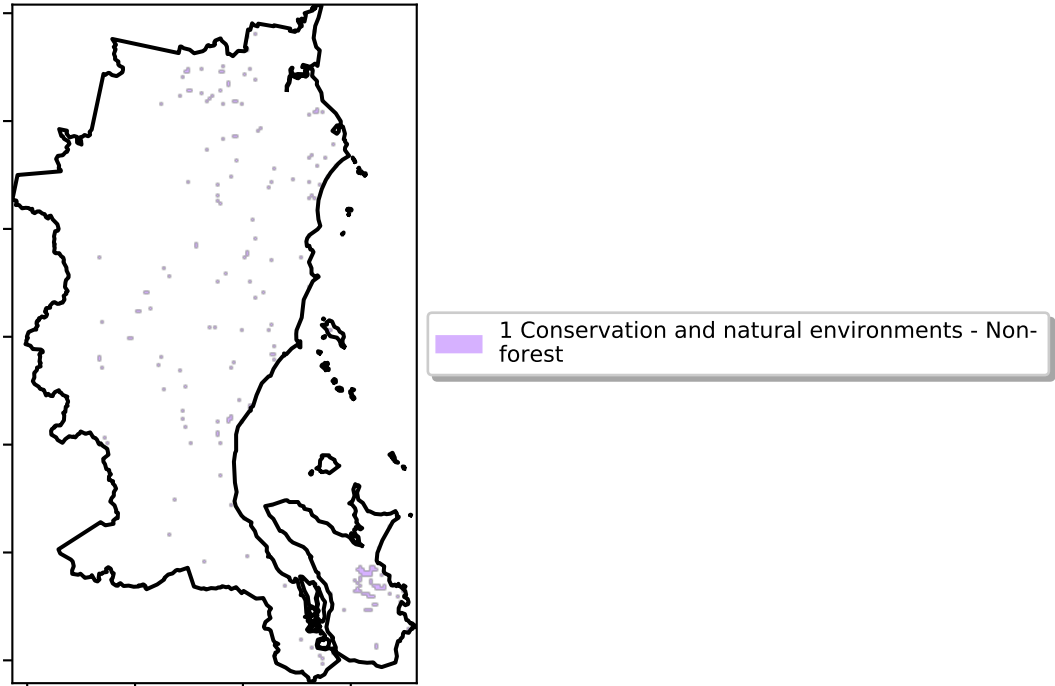 1 Conservation and natural environments - Non-
forest